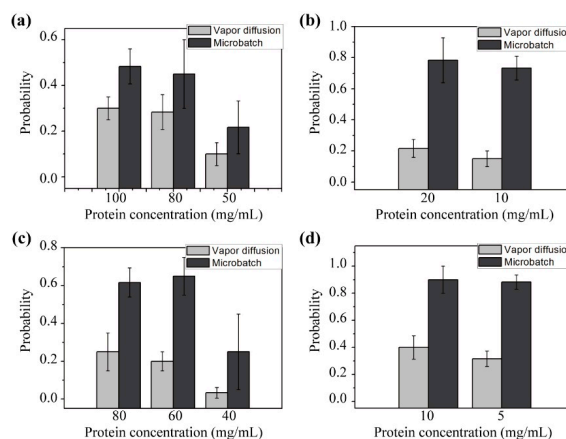 (a)
Vapor diffusion
Microbatch
0.6
0.4
0.2
0.0
Probability
100 80 50
Protein concentration (mg/mL)
(b)
Vapor diffusion
Microbatch
1.0
0.8
0.6
0.4
0.2
0.0
Probability
20 10
Protein concentration (mg/mL)
(c)
Vapor diffusion
Microbatch
0.8
0.6
0.4
0.2
0.0
Probability
80 60 40
Protein concentration (mg/mL)
(d)
Vapor diffusion
Microbatch
1.0
0.8
0.6
0.4
0.2
0.0
Probability
10 5
Protein concentration (mg/mL)